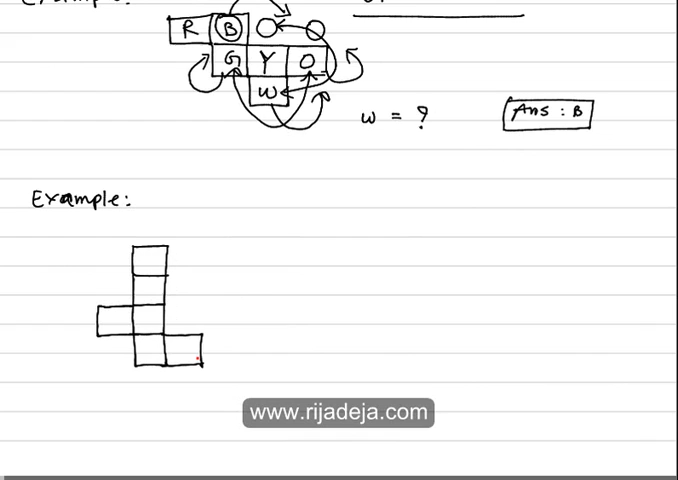 R B
G Y O
W
W = ?
Ans : B
Example:
www.rijadeja.com